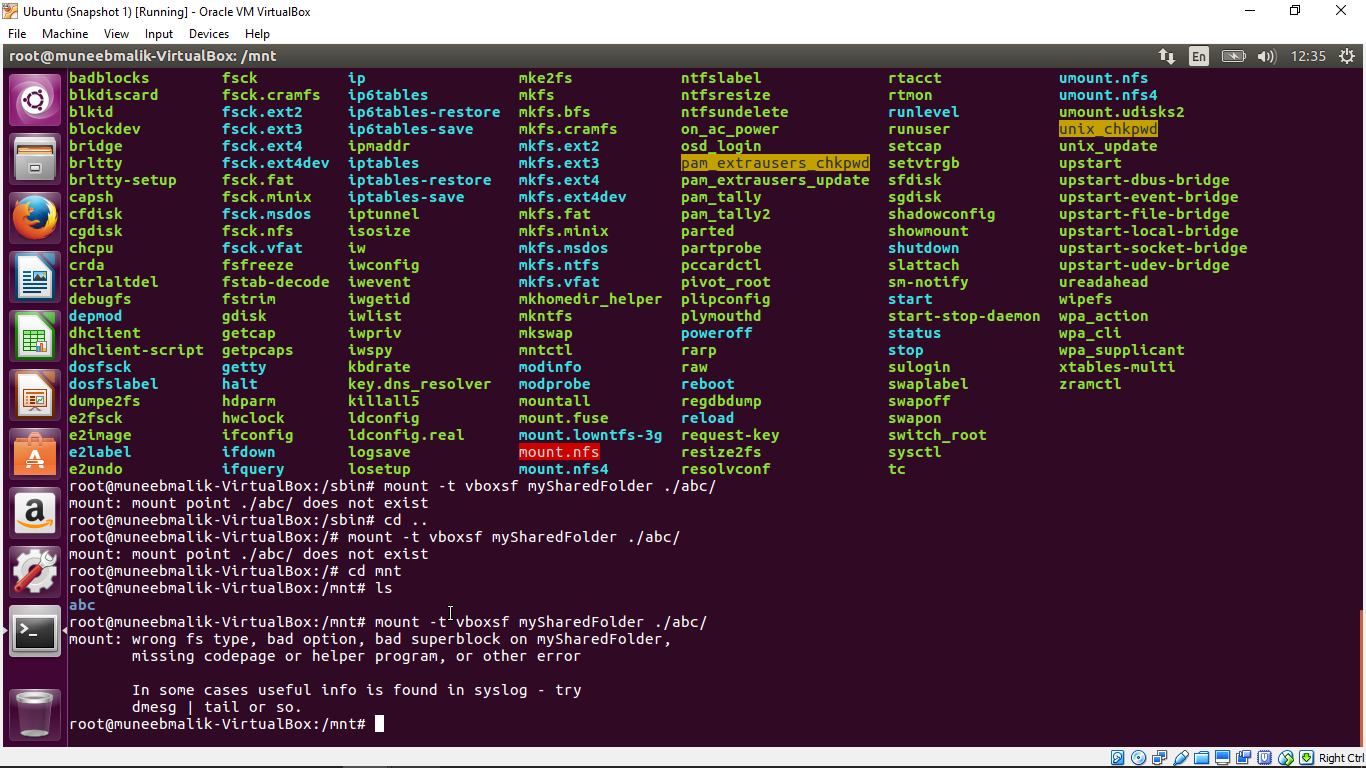 Ubuntu (Snapshot 1) [Running] - Oracle VM VirtualBox
File Machine View Input Devices Help
root@muneebmalik-VirtualBox: /mnt En 12:35
badblocks fsck ip mke2fs ntfslabel rtacct umount.nfs
blkdiscard fsck.cramfs ip6tables mkfs ntfsresize rtmon umount.nfs4
blkid fsck.ext2 ip6tables-restore mkfs.bfs ntfsundelete runlevel umount.udisks2
blockdev fsck.ext3 ip6tables-save mkfs.cramfs on_ac_power runuser unix_chkpwd
bridge fsck.ext4 ipmaddr mkfs.ext2 osd_login setcap unix_update
brltty fsck.ext4dev iptables mkfs.ext3 pam_extrausers_chkpwd setvtrgb upstart
brltty-setup fsck.fat iptables-restore mkfs.ext4 pam_extrausers_update sfdisk upstart-dbus-bridge
capsh fsck.minix iptables-save mkfs.ext4dev pam_tally sgdisk upstart-event-bridge
cfdisk fsck.msdos iptunnel mkfs.fat pam_tally2 shadowconfig upstart-file-bridge
cgdisk fsck.nfs isosize mkfs.minix parted showmount upstart-local-bridge
chcpu fsck.vfat iw mkfs.msdos partprobe shutdown upstart-socket-bridge
crda fsfreeze iwconfig mkfs.ntfs pccardctl slattach upstart-udev-bridge
ctrlaltdel fstab-decode iwevent mkfs.vfat pivot_root sm-notify ureadahead
debugfs fstrim iwgetid mkhomedir_helper plipconfig start wipefs
depmod gdisk iwlist mkntfs plymouthd start-stop-daemon wpa_action
dhclient getcap iwpriv mkswap poweroff status wpa_cli
dhclient-script getpcaps iwspy mntctl rarp stop wpa_supplicant
dosfsck getty kbdrate modinfo raw sulogin xtables-multi
dosfslabel halt key.dns_resolver modprobe reboot swaplabel zramctl
dumpe2fs hdparm killall5 mountall regdbdump swapoff
e2fsck hwclock ldconfig mount.fuse reload swapon
e2image ifconfig ldconfig.real mount.lowntfs-3g request-key switch_root
e2label ifdown logsave mount.nfs resize2fs sysctl
e2undo ifquery losetup mount.nfs4 resolvconf tc
root@muneebmalik-VirtualBox:/sbin# mount -t vboxsf mySharedFolder ./abc/
mount: mount point ./abc/ does not exist
root@muneebmalik-VirtualBox:/sbin# cd ..
root@muneebmalik-VirtualBox:/# mount -t vboxsf mySharedFolder ./abc/
mount: mount point ./abc/ does not exist
root@muneebmalik-VirtualBox:/# cd mnt
root@muneebmalik-VirtualBox:/mnt# ls
abc
root@muneebmalik-VirtualBox:/mnt# mount -t vboxsf mySharedFolder ./abc/
mount: wrong fs type, bad option, bad superblock on mySharedFolder,
missing codepage or helper program, or other error
In some cases useful info is found in syslog - try
dmesg | tail or so.
root@muneebmalik-VirtualBox:/mnt#
Right Ctrl